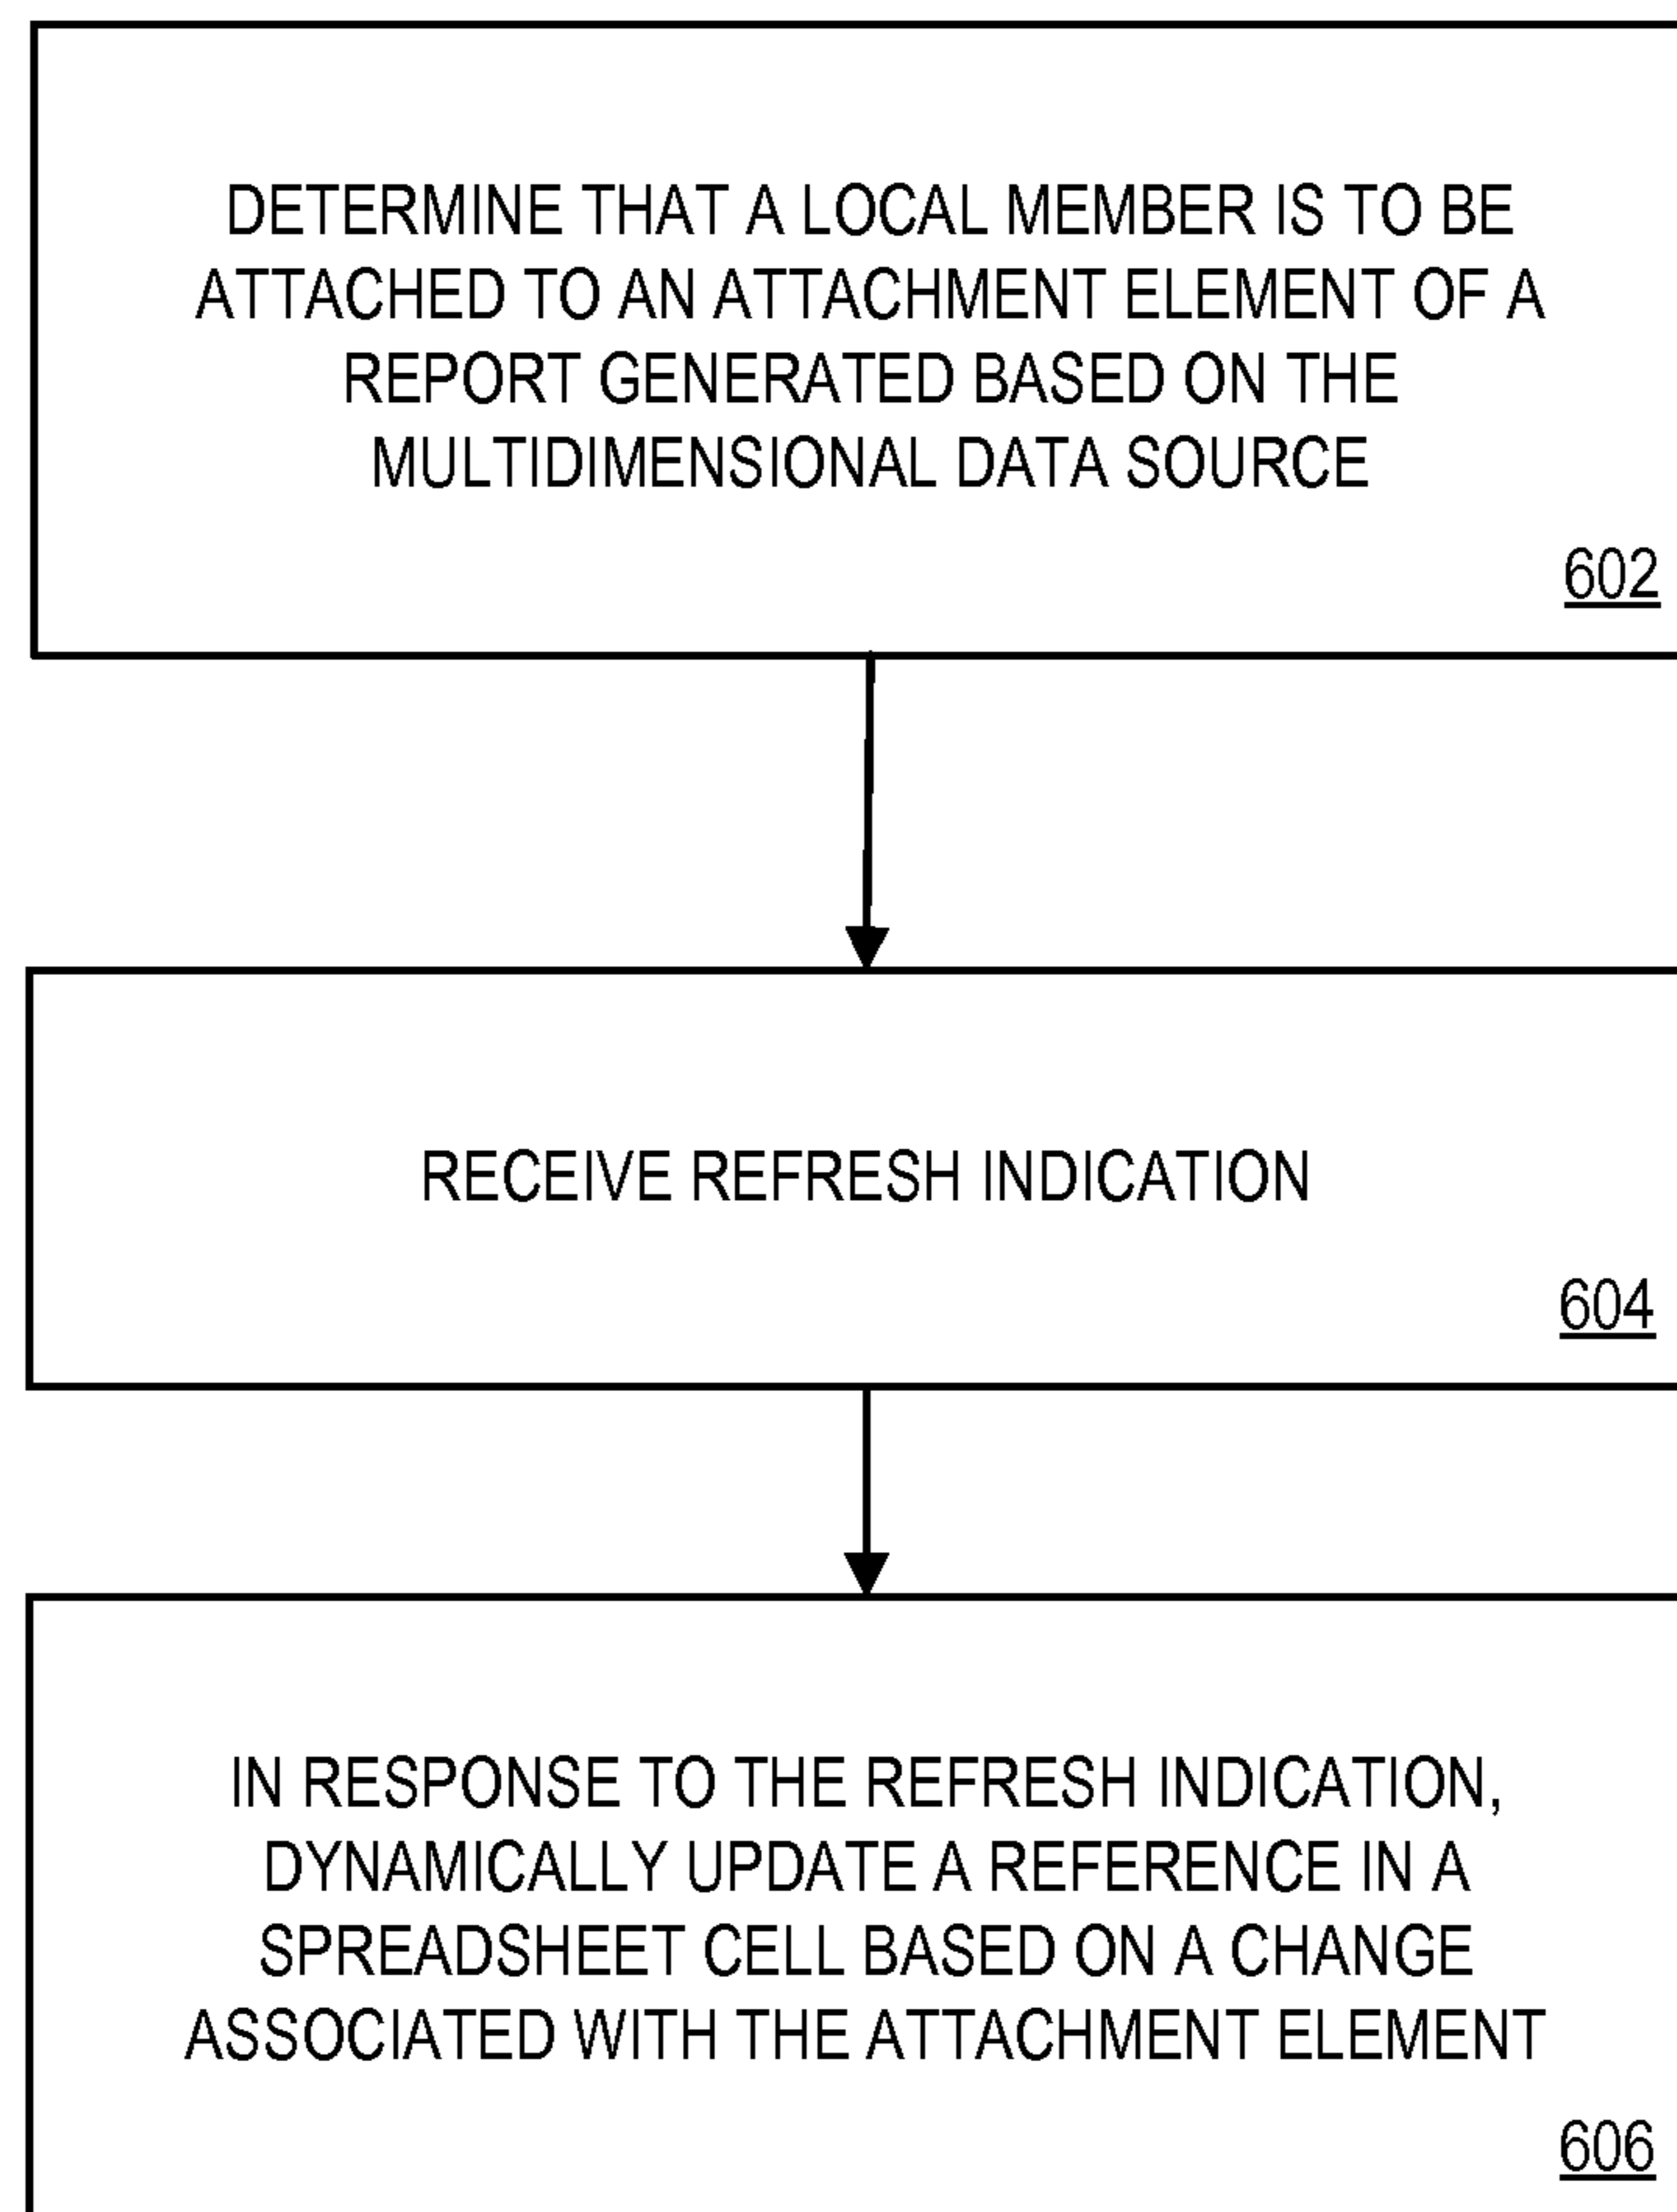 DETERMINE THAT A LOCAL MEMBER IS TO BE
ATTACHED TO AN ATTACHMENT ELEMENT OF A
REPORT GENERATED BASED ON THE
MULTIDIMENSIONAL DATA SOURCE
602
RECEIVE REFRESH INDICATION
604
IN RESPONSE TO THE REFRESH INDICATION,
DYNAMICALLY UPDATE A REFERENCE IN A
SPREADSHEET CELL BASED ON A CHANGE
ASSOCIATED WITH THE ATTACHMENT ELEMENT
606